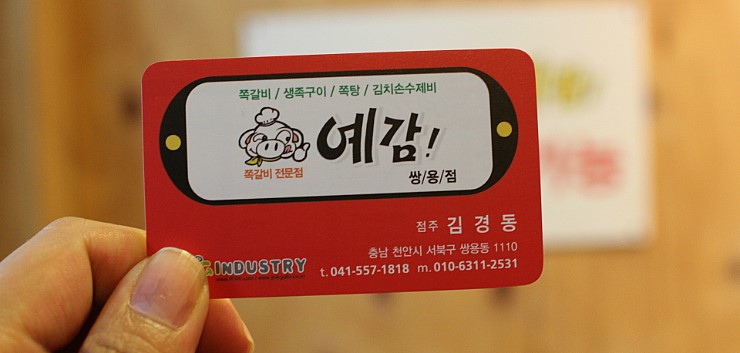 쪽갈비 / 생족구이 / 쪽탕 / 김치손수제비
예감!
쪽갈비 전문점
쌍/용/점
점주 김경동
충남 천안시 서북구 쌍용동 1110
INDUSTRY
t. 041-557-1818 m. 010-6311-2531